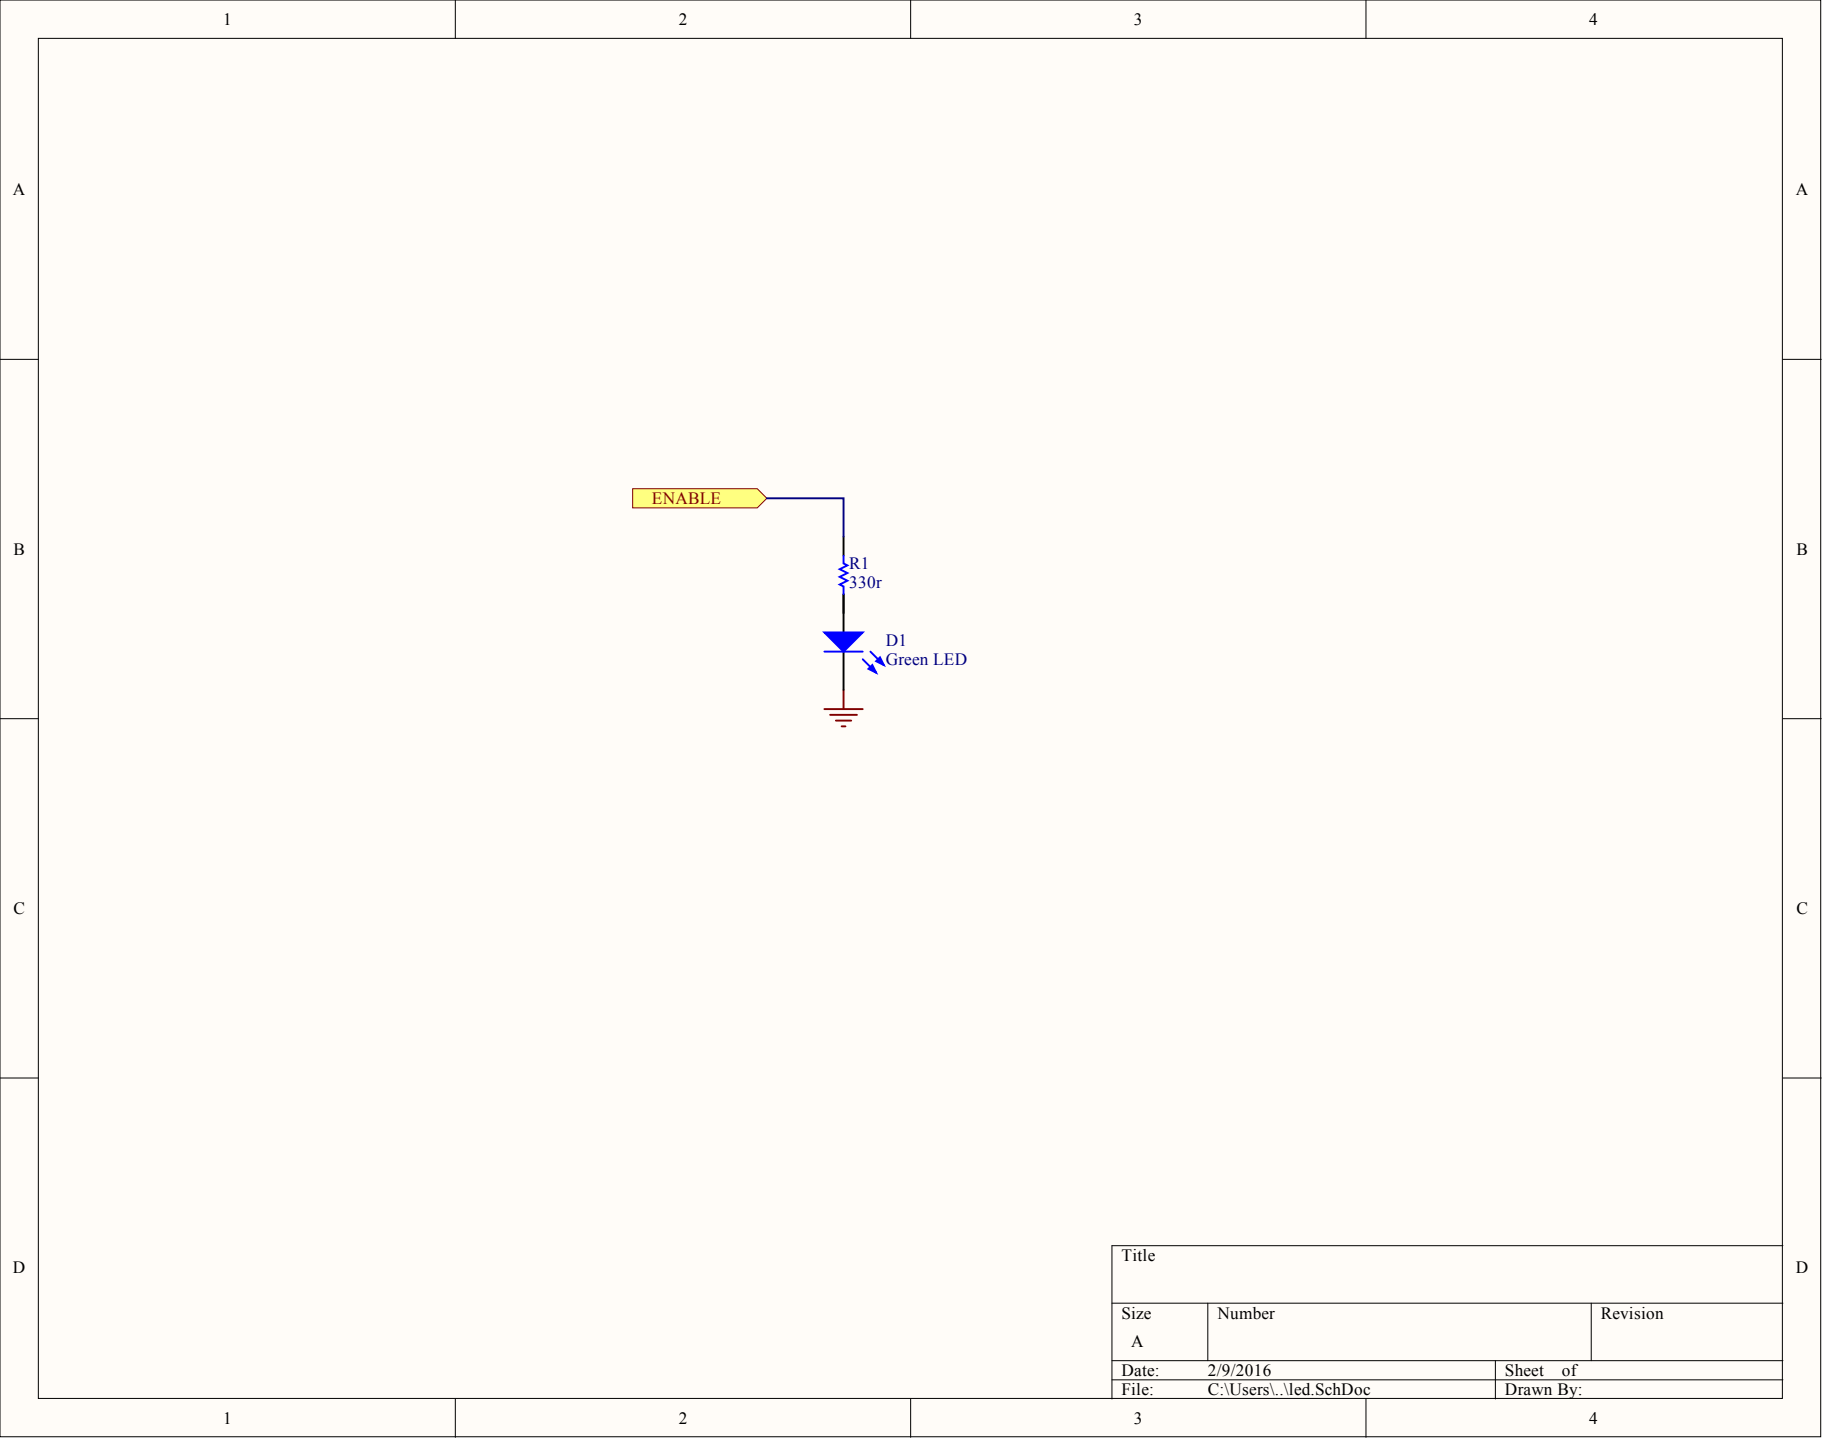 1 2 3 4
A A
ENABLE
B B
R1
330r
D1
Green LED
C C
D D
Title
Size Number Revision
A
Date: 2/9/2016 Sheet of
File: C:\Users\..\led.SchDoc Drawn By:
1 2 3 4